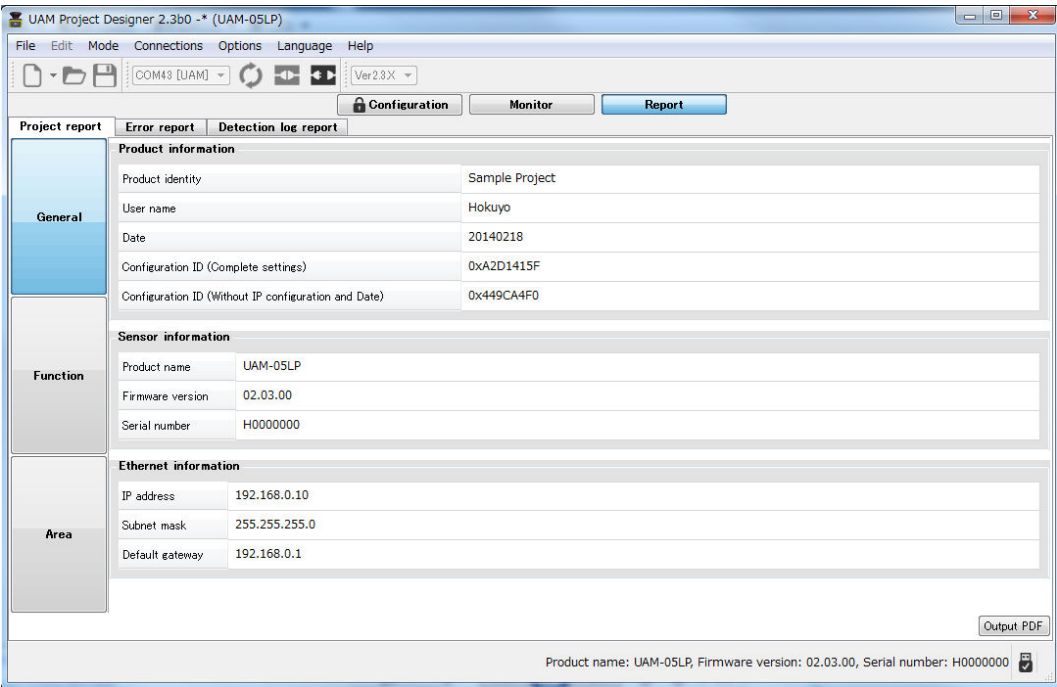 UAM Project Designer 2.3b0 -* (UAM-05LP)
File Edit Mode Connections Options Language Help
COM43 [UAM] Ver2.3X
Configuration Monitor Report
Project report Error report Detection log report
General
Product information
Product identity Sample Project
User name Hokuyo
Date 20140218
Configuration ID (Complete settings) 0xA2D1415F
Configuration ID (Without IP configuration and Date) 0x449CA4F0
Function
Sensor information
Product name UAM-05LP
Firmware version 02.03.00
Serial number H0000000
Area
Ethernet information
IP address 192.168.0.10
Subnet mask 255.255.255.0
Default gateway 192.168.0.1
Output PDF
Product name: UAM-05LP, Firmware version: 02.03.00, Serial number: H0000000